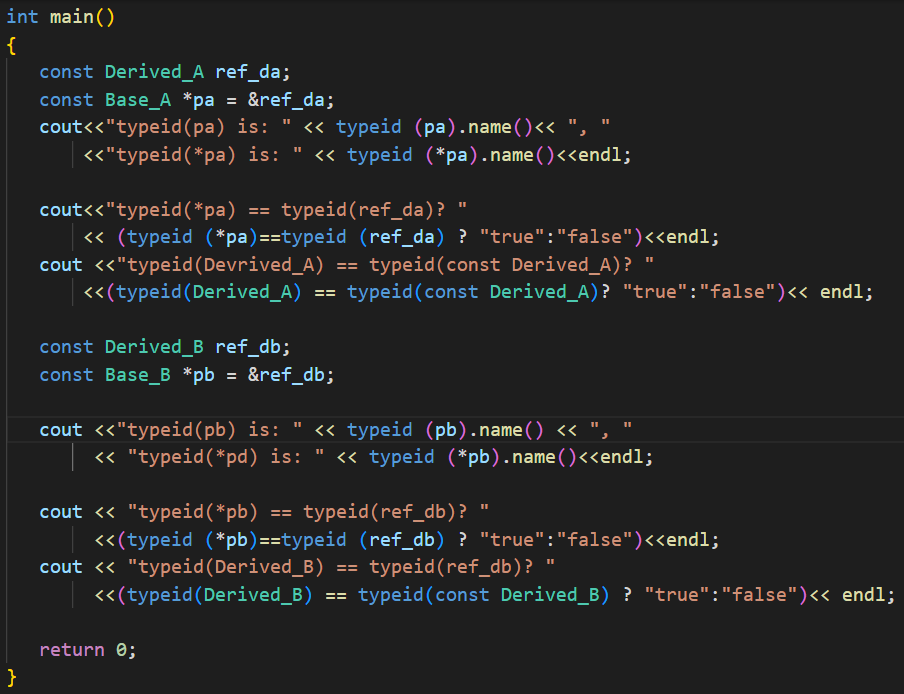 int main()
{
const Derived_A ref_da;
const Base_A *pa = &ref_da;
cout<<"typeid(pa) is: " << typeid (pa).name()<< ", "
<<"typeid(*pa) is: " << typeid (*pa).name()<<endl;
cout<<"typeid(*pa) == typeid(ref_da)? "
<< (typeid (*pa)==typeid (ref_da) ? "true":"false")<<endl;
cout <<"typeid(Devrived_A) == typeid(const Derived_A)? "
<<(typeid(Derived_A) == typeid(const Derived_A)? "true":"false")<< endl;
const Derived_B ref_db;
const Base_B *pb = &ref_db;
cout <<"typeid(pb) is: " << typeid (pb).name() << ", "
<< "typeid(*pd) is: " << typeid (*pb).name()<<endl;
cout << "typeid(*pb) == typeid(ref_db)? "
<<(typeid (*pb)==typeid (ref_db) ? "true":"false")<<endl;
cout << "typeid(Derived_B) == typeid(ref_db)? "
<<(typeid(Derived_B) == typeid(const Derived_B) ? "true":"false")<< endl;
return 0;
}